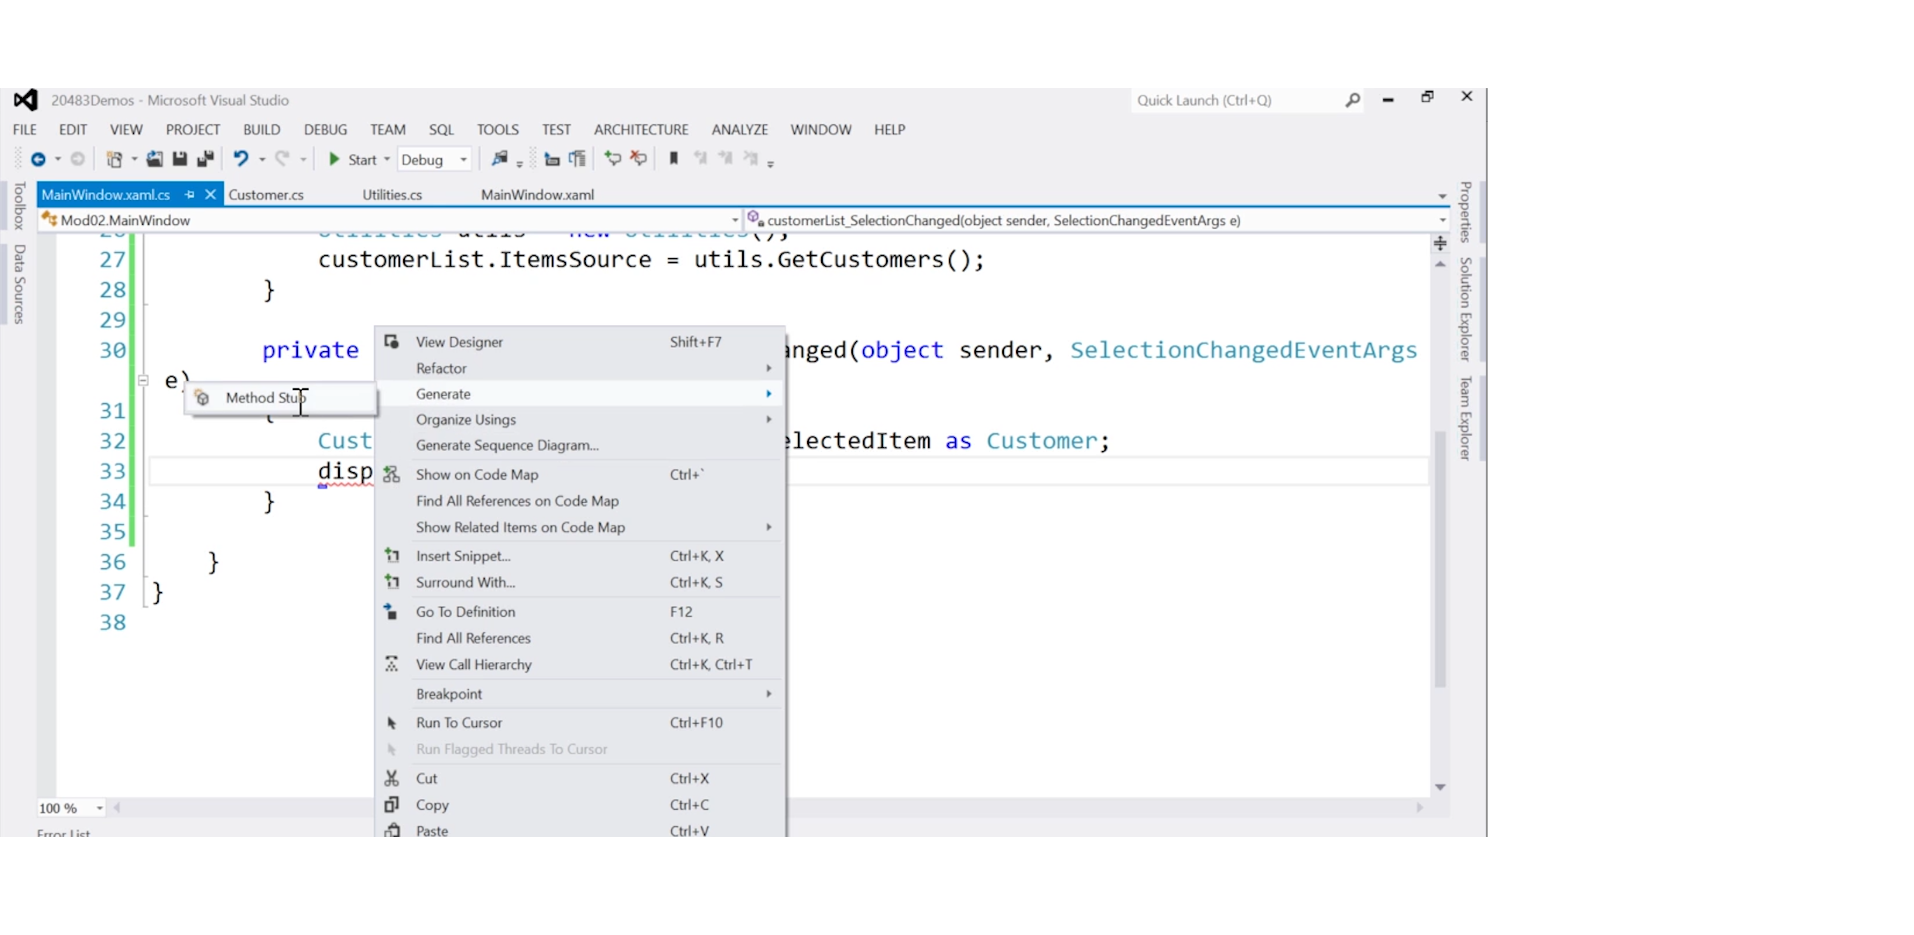 20483Demos - Microsoft Visual Studio
Quick Launch (Ctrl+Q)
FILE EDIT VIEW PROJECT BUILD DEBUG TEAM SQL TOOLS TEST ARCHITECTURE ANALYZE WINDOW HELP
Start Debug
MainWindow.xaml.cs Customer.cs Utilities.cs MainWindow.xaml
Mod02.MainWindow customerList_SelectionChanged(object sender, SelectionChangedEventArgs e)
Toolbox
Data Sources
Properties
Solution Explorer
Team Explorer
26 Utilities utils = new Utilities();
27 customerList.ItemsSource = utils.GetCustomers();
28 }
29
30 private anged(object sender, SelectionChangedEventArgs
e)
31 {
32 Cust electedItem as Customer;
33 disp
34 }
35
36 }
37 }
38
Method Stub
View Designer Shift+F7
Refactor
Generate
Organize Usings
Generate Sequence Diagram...
Show on Code Map Ctrl+`
Find All References on Code Map
Show Related Items on Code Map
Insert Snippet... Ctrl+K, X
Surround With... Ctrl+K, S
Go To Definition F12
Find All References Ctrl+K, R
View Call Hierarchy Ctrl+K, Ctrl+T
Breakpoint
Run To Cursor Ctrl+F10
Run Flagged Threads To Cursor
Cut Ctrl+X
Copy Ctrl+C
Paste Ctrl+V
100 %
Error List